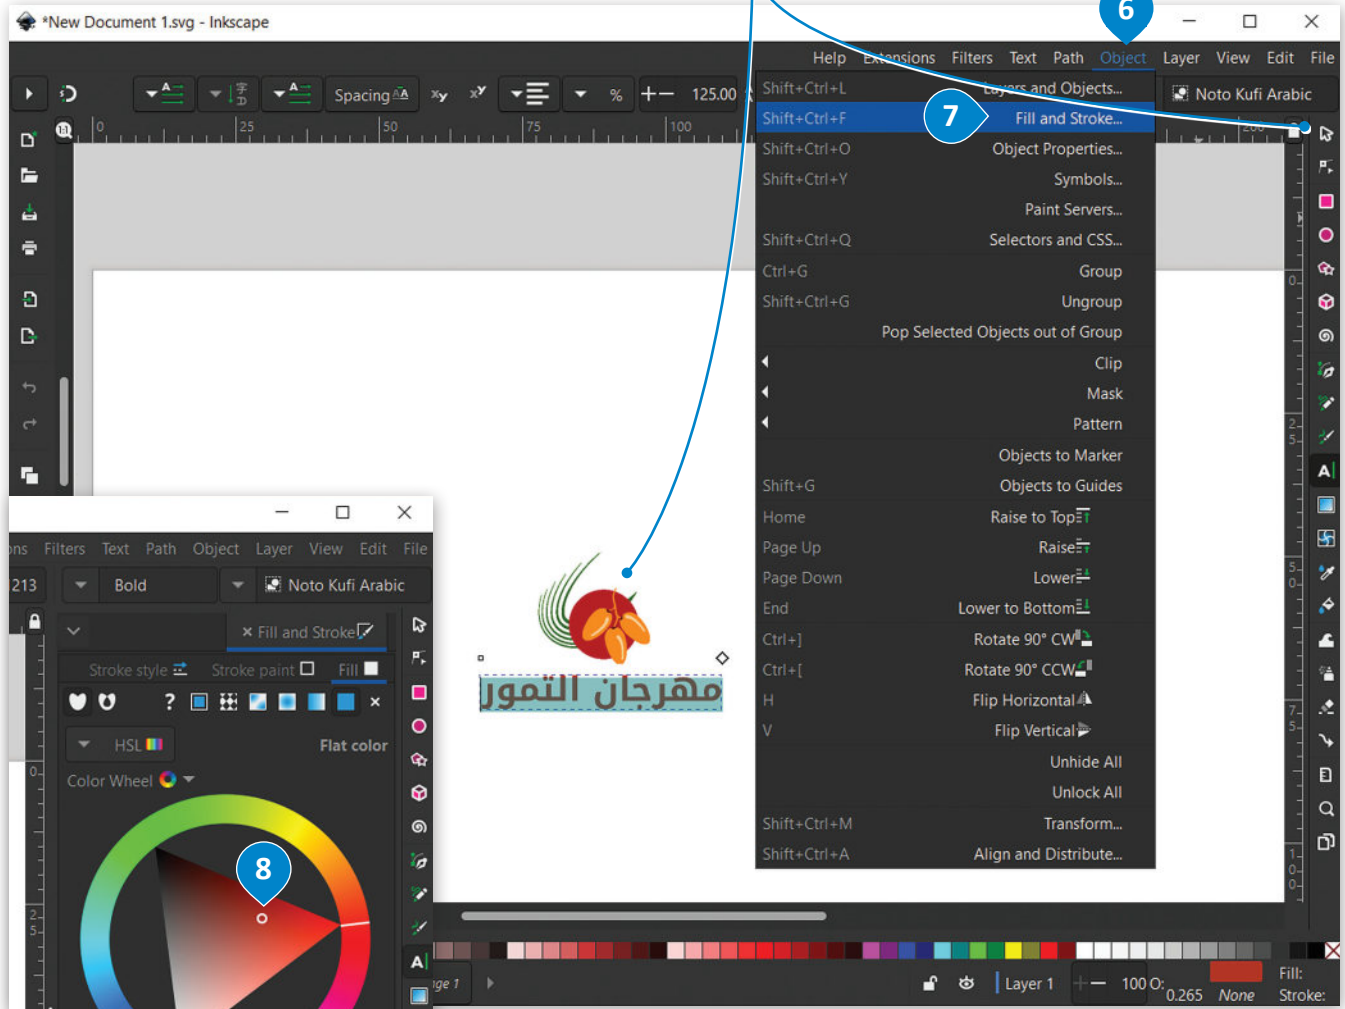 *New Document 1.svg - Inkscape
6
Help Extensions Filters Text Path Object Layer View Edit File
Spacing % 125.00 Noto Kufi Arabic
0 25 50 75 100 200
Shift+Ctrl+L Layers and Objects...
Shift+Ctrl+F Fill and Stroke...
7
Shift+Ctrl+O Object Properties...
Shift+Ctrl+Y Symbols...
Paint Servers...
Shift+Ctrl+Q Selectors and CSS...
Ctrl+G Group
Shift+Ctrl+G Ungroup
Pop Selected Objects out of Group
Clip
Mask
Pattern
Objects to Marker
Shift+G Objects to Guides
Home Raise to Top
Page Up Raise
Page Down Lower
End Lower to Bottom
Ctrl+] Rotate 90° CW
Ctrl+[ Rotate 90° CCW
H Flip Horizontal
V Flip Vertical
Unhide All
Unlock All
Shift+Ctrl+M Transform...
Shift+Ctrl+A Align and Distribute...
مهرجان التمور
ns Filters Text Path Object Layer View Edit File
213 Bold Noto Kufi Arabic
Fill and Stroke
Stroke style Stroke paint Fill
?
HSL Flat color
Color Wheel
8
Layer 1 100 O: 0.265 None Fill:
Stroke: